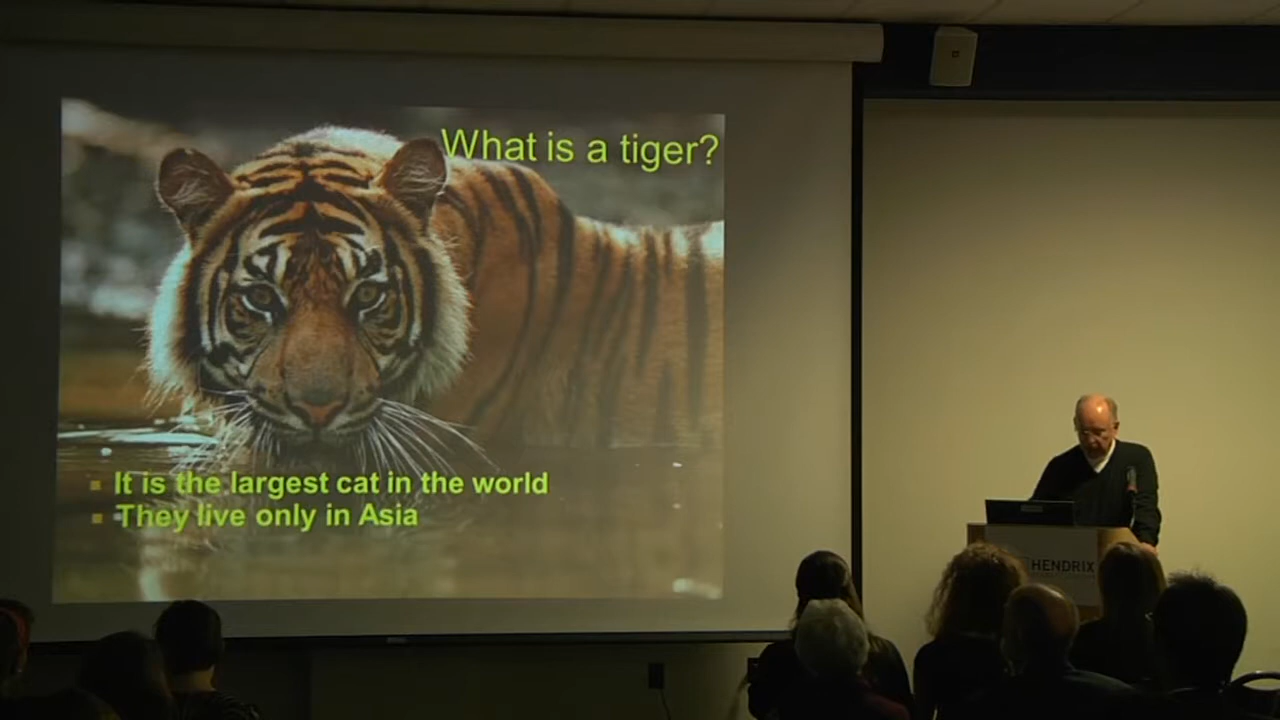 What is a tiger?
It is the largest cat in the world
They live only in Asia
HENDRIX